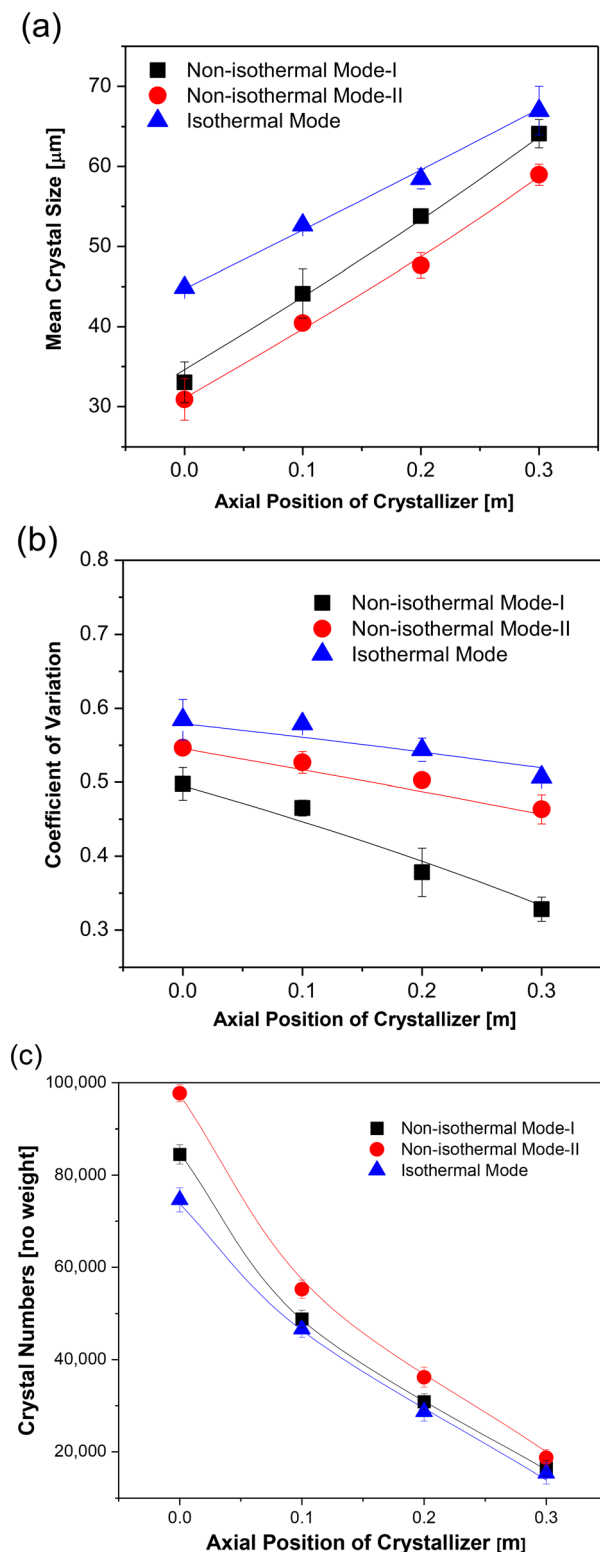 (a)
Non-isothermal Mode-I
Non-isothermal Mode-II
Isothermal Mode
70
60
50
40
30
Mean Crystal Size [μm]
0.0 0.1 0.2 0.3
Axial Position of Crystallizer [m]
(b)
0.8
0.7
0.6
0.5
0.4
0.3
Coefficient of Variation
Non-isothermal Mode-I
Non-isothermal Mode-II
Isothermal Mode
0.0 0.1 0.2 0.3
Axial Position of Crystallizer [m]
(c)
100,000
80,000
60,000
40,000
20,000
Crystal Numbers [no weight]
Non-isothermal Mode-I
Non-isothermal Mode-II
Isothermal Mode
0.0 0.1 0.2 0.3
Axial Position of Crystallizer [m]